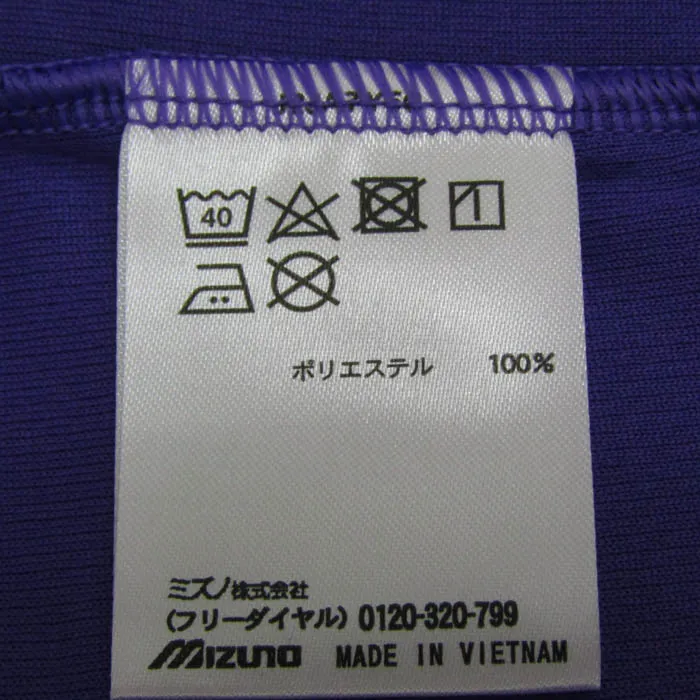 40
ポリエステル 100%
ミズノ株式会社
(フリーダイヤル) 0120-320-799
Mizuno MADE IN VIETNAM